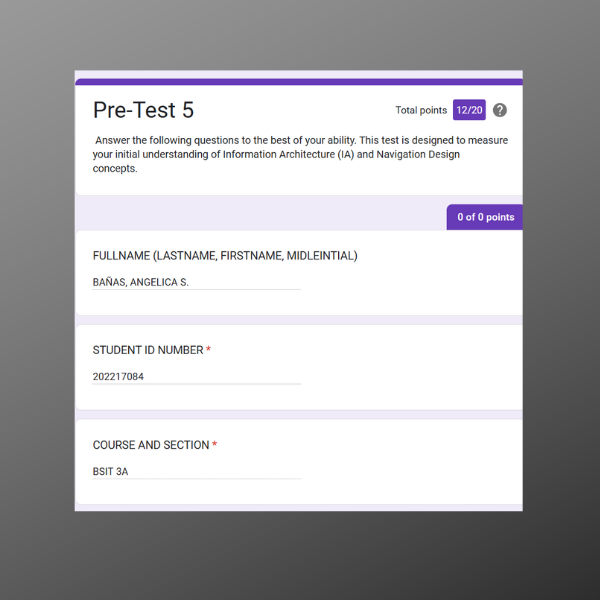 Pre-Test 5
Total points 12/20 ?
Answer the following questions to the best of your ability. This test is designed to measure
your initial understanding of Information Architecture (IA) and Navigation Design
concepts.
0 of 0 points
FULLNAME (LASTNAME, FIRSTNAME, MIDLEINTIAL)
BAÑAS, ANGELICA S.
STUDENT ID NUMBER *
202217084
COURSE AND SECTION *
BSIT 3A